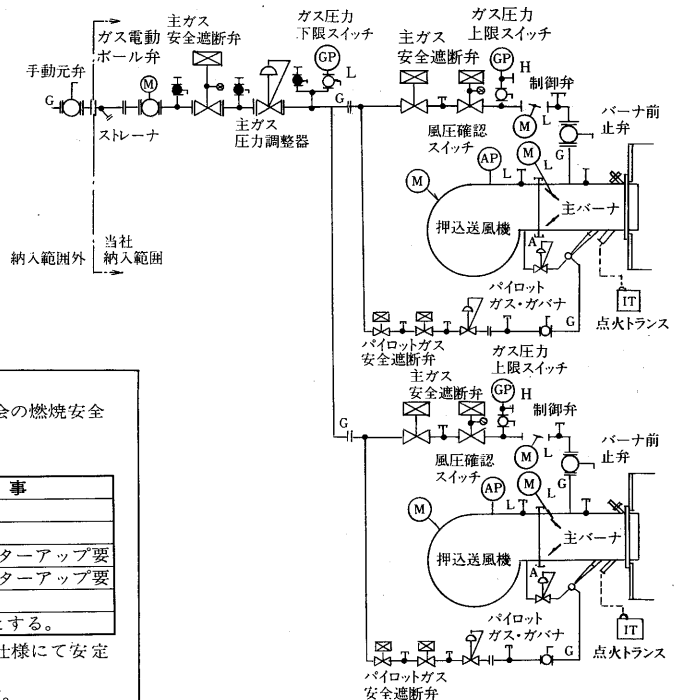 ガス電動
ボール弁
主ガス
安全遮断弁
ガス圧力
下限スイッチ
主ガス
安全遮断弁
ガス圧力
上限スイッチ
手動元弁
M
GP
L
GP
H
制御弁
G
G
ストレーナ
主ガス
圧力調整器
風圧確認
スイッチ
M
L
バーナ前
止弁
AP
M
L
L
G
M
押込送風機
主バーナ
A
納入範囲外
当社
納入範囲
パイロット
ガス・ガバナ
IT
点火トランス
G
パイロットガス
安全遮断弁
ガス圧力
上限スイッチ
主ガス
安全遮断弁
GP
H
制御弁
G
風圧確認
スイッチ
M
L
バーナ前
止弁
AP
M
L
L
G
M
押込送風機
主バーナ
A
パイロット
ガス・ガバナ
IT
点火トランス
G
パイロットガス
安全遮断弁
会の燃焼安全
事
ターアップ要
ターアップ要
とする。
仕様にて安定